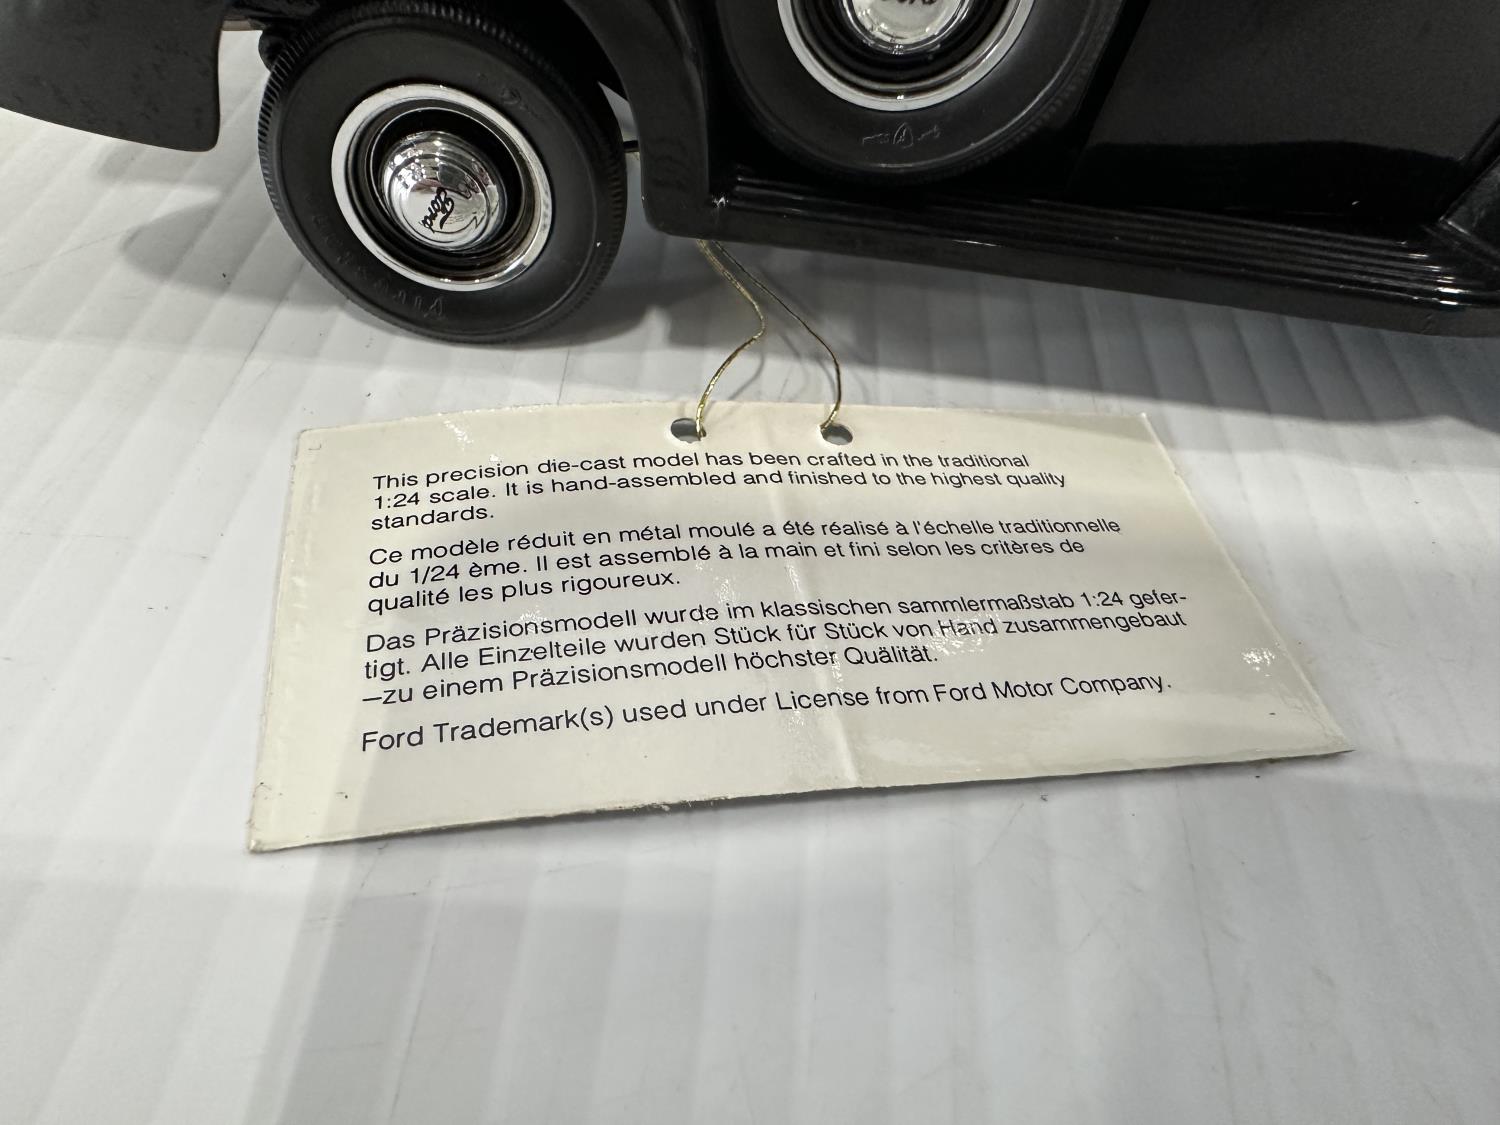 Ford
Ford
This precision die-cast model has been crafted in the traditional
1:24 scale. It is hand-assembled and finished to the highest quality
standards.
Ce modèle réduit en métal moulé a été réalisé à l'échelle traditionnelle
du 1/24 ème. Il est assemblé à la main et fini selon les critères de
qualité les plus rigoureux.
Das Präzisionsmodell wurde im klassischen sammlermaßstab 1:24 gefer-
tigt. Alle Einzelteile wurden Stück für Stück von Hand zusammengebaut
—zu einem Präzisionsmodell höchster Quälität.
Ford Trademark(s) used under License from Ford Motor Company.